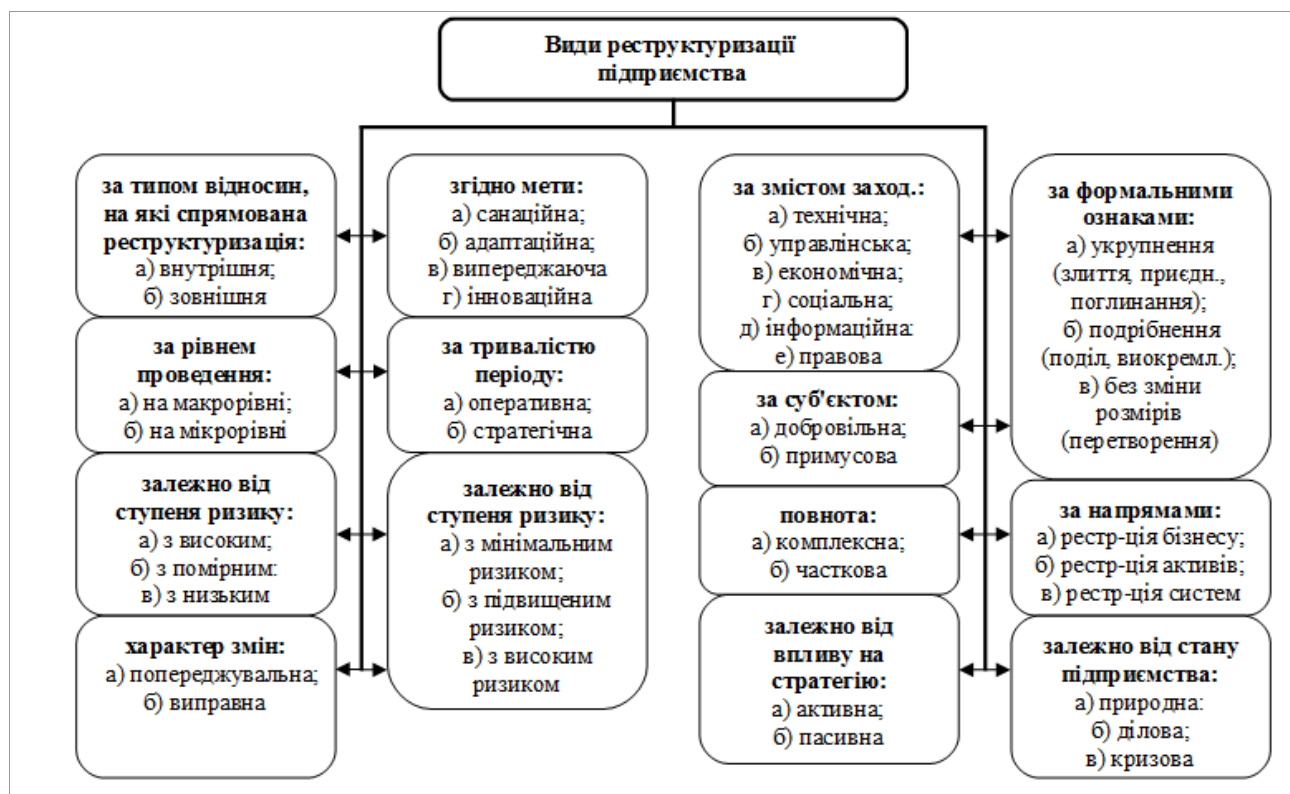 Види реструктуризації
підприємства
за типом відносин,
на які спрямована
реструктуризація:
а) внутрішня;
б) зовнішня
за рівнем
проведення:
а) на макрорівні;
б) на мікрорівні
залежно від
ступеня ризику:
а) з високим;
б) з помірним:
в) з низьким
характер змін:
а) попереджувальна;
б) виправна
згідно мети:
а) санаційна;
б) адаптаційна;
в) випереджаюча
г) інноваційна
за тривалістю
періоду:
а) оперативна;
б) стратегічна
залежно від
ступеня ризику:
а) з мінімальним
ризиком;
б) з підвищеним
ризиком;
в) з високим
ризиком
за змістом заход.:
а) технічна;
б) управлінська;
в) економічна;
г) соціальна;
д) інформаційна:
е) правова
за суб'єктом:
а) добровільна;
б) примусова
повнота:
а) комплексна;
б) часткова
залежно від
впливу на
стратегію:
а) активна;
б) пасивна
за формальними
ознаками:
а) укрупнення
(злиття, приєдн.,
поглинання);
б) подрібнення
(поділ, виокремл.);
в) без зміни
розмірів
(перетворення)
за напрямами:
а) рестр-ція бізнесу;
б) рестр-ція активів;
в) рестр-ція систем
залежно від стану
підприємства:
а) природна:
б) ділова;
в) кризова